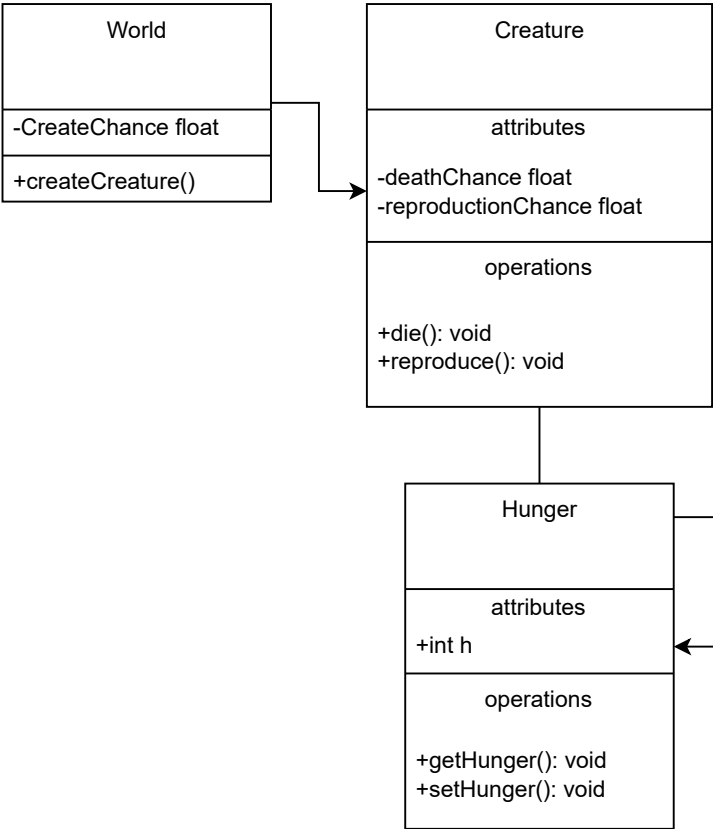 World
-CreateChance float
+createCreature()
Creature
attributes
-deathChance float
-reproductionChance float
operations
+die(): void
+reproduce(): void
Hunger
attributes
+int h
operations
+getHunger(): void
+setHunger(): void